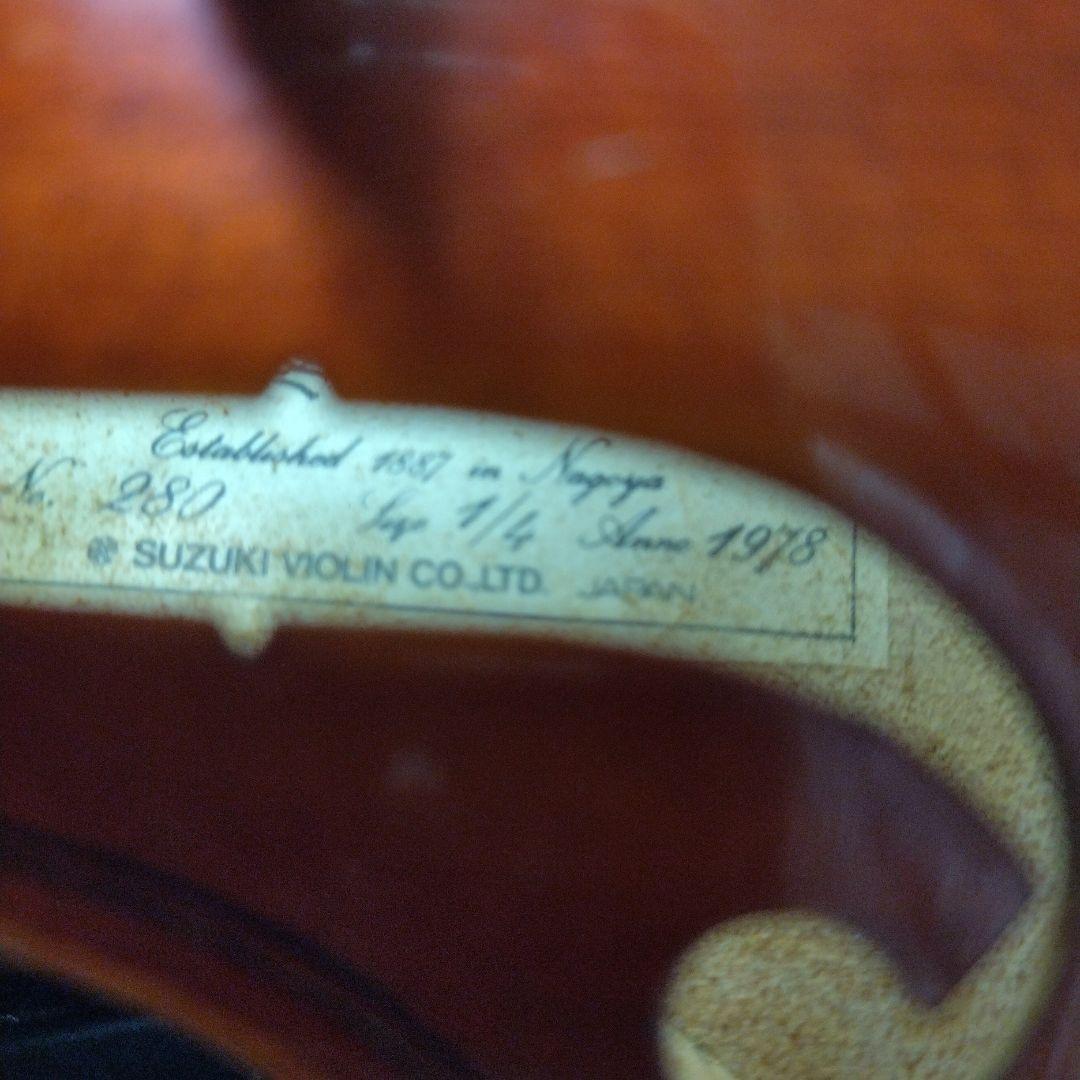 Established 1887 in Nagoya
No. 280 Size 1/4 Anno 1978
SUZUKI VIOLIN CO.,LTD. JAPAN